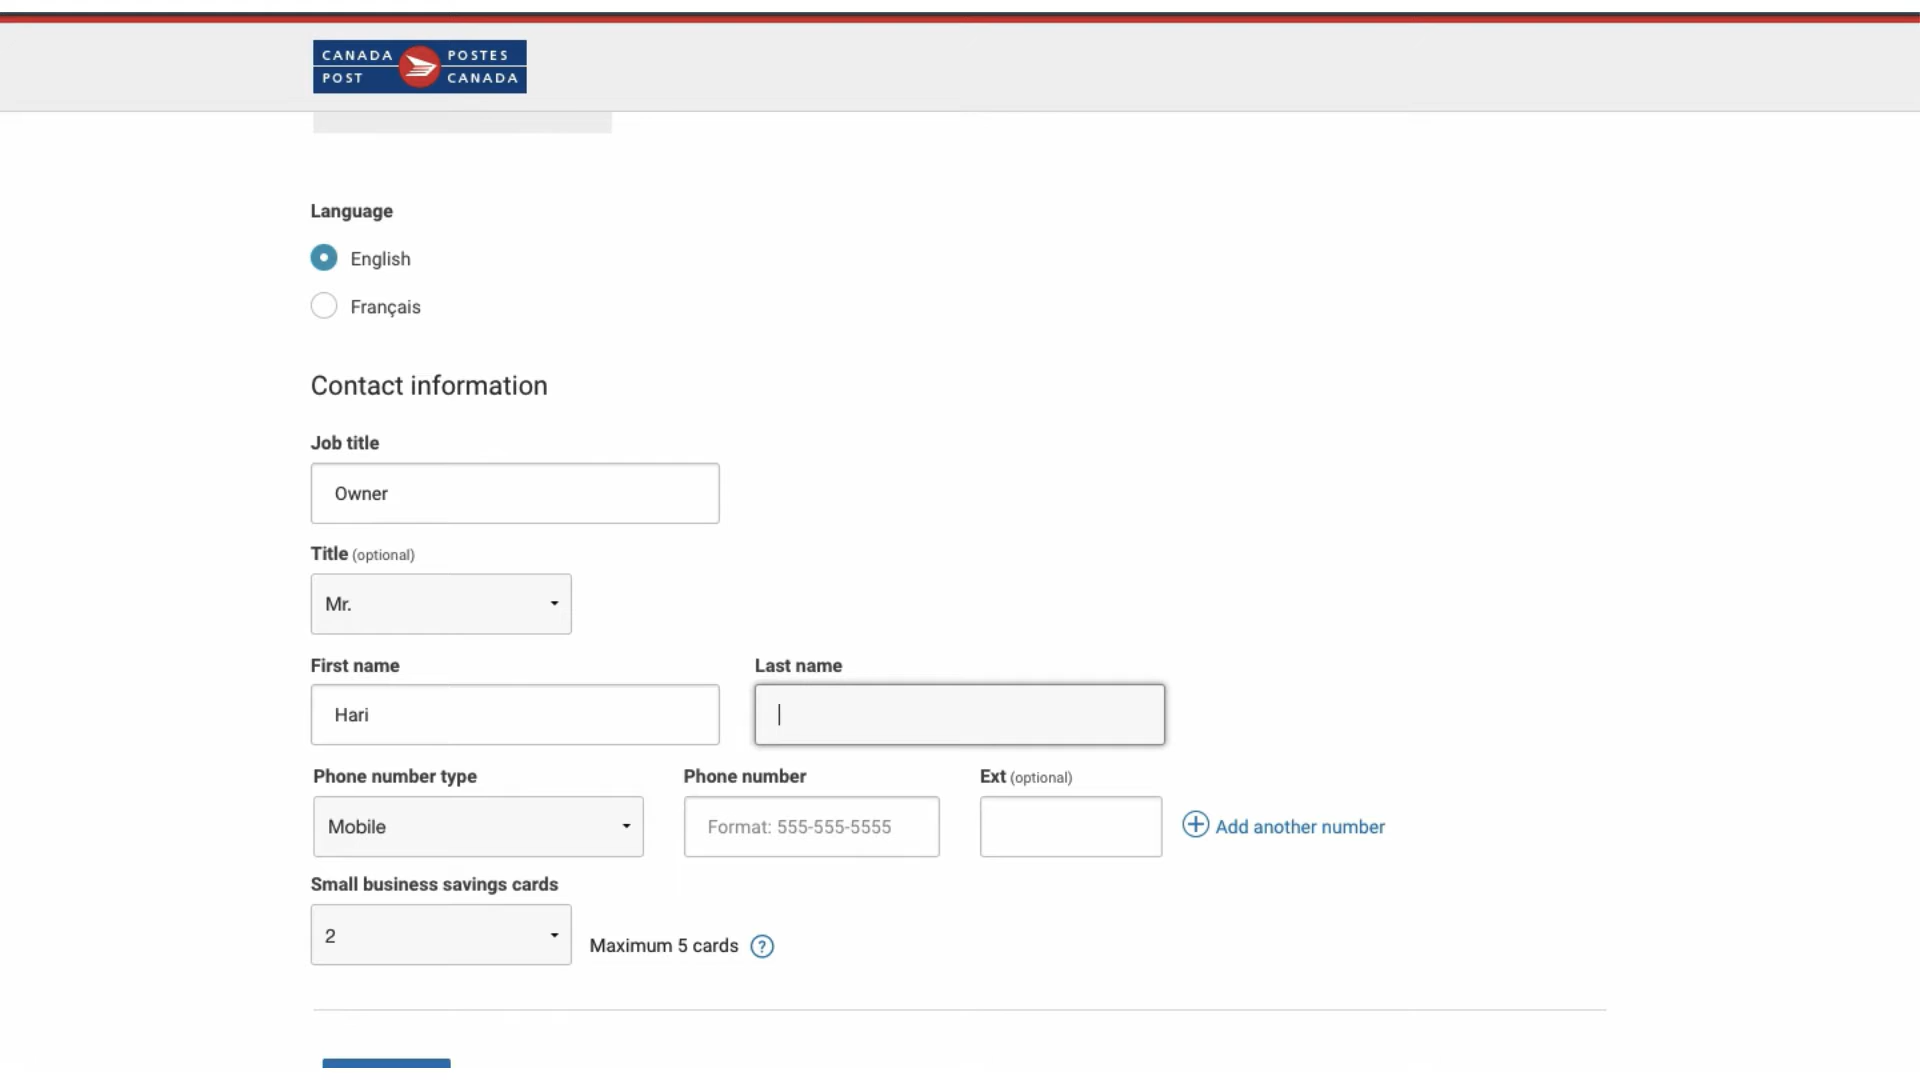 CANADA POSTES
POST CANADA
Language
English
Français
Contact information
Job title
Owner
Title (optional)
Mr.
First name Last name
Hari
Phone number type Phone number Ext (optional)
Mobile Format: 555-555-5555 Add another number
Small business savings cards
2 Maximum 5 cards ?